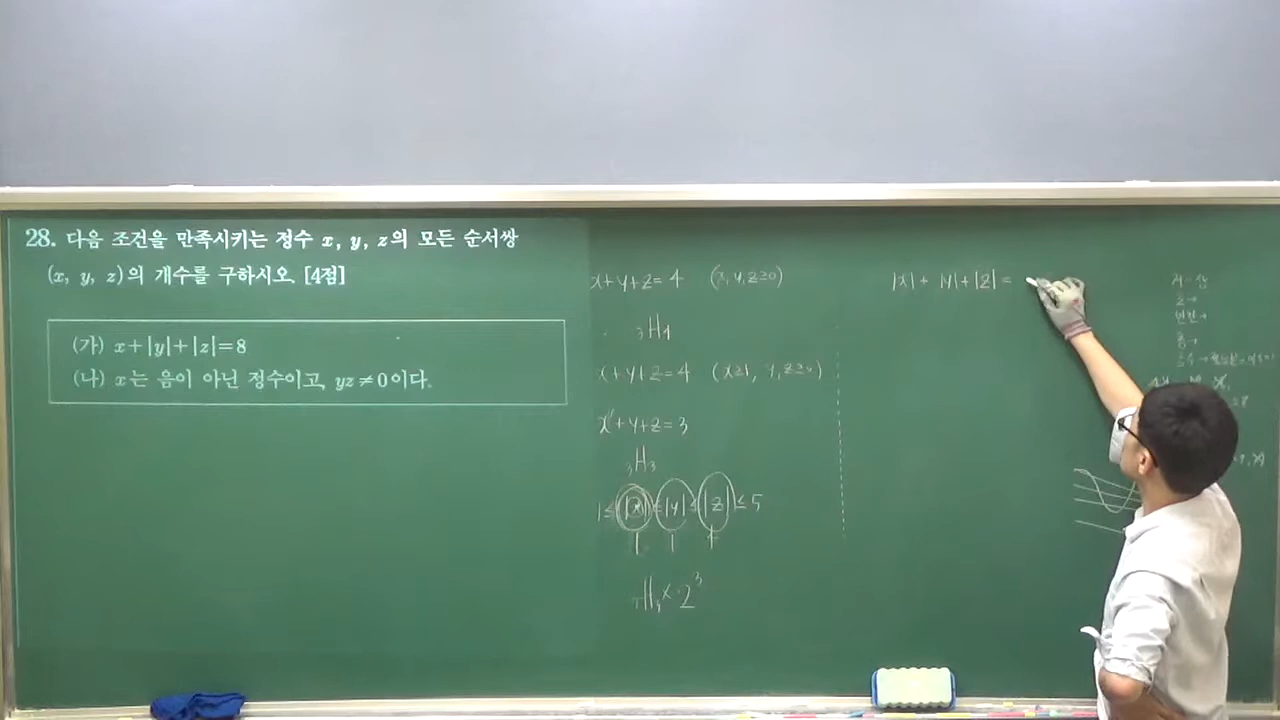 28. 다음 조건을 만족시키는 정수 x, y, z의 모든 순서쌍
(x, y, z)의 개수를 구하시오. [4점]
(가) x+|y|+|z|=8
(나) x는 음이 아닌 정수이고, yz≠0이다.
x+y+z=4 (x, y, z≥0)
₃H₄
x+y+z=4 (x≥1, y, z≥0)
x'+y+z=3
₃H₃
1≤|x|≤|y|≤|z|≤5
H₃×2³
|x|+|y|+|z|=